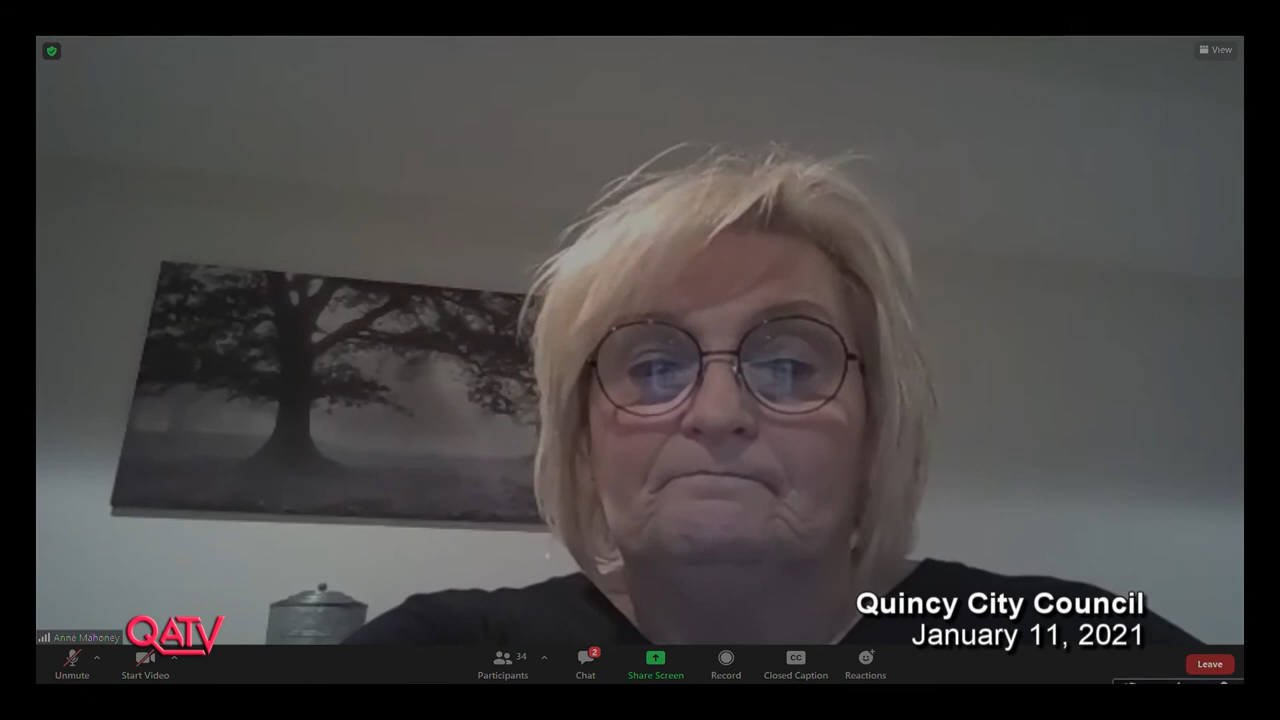 View
Anne Mahoney
QATV
Quincy City Council
January 11, 2021
Unmute
Start Video
34
Participants
2
Chat
Share Screen
Record
CC
Closed Caption
Reactions
Leave